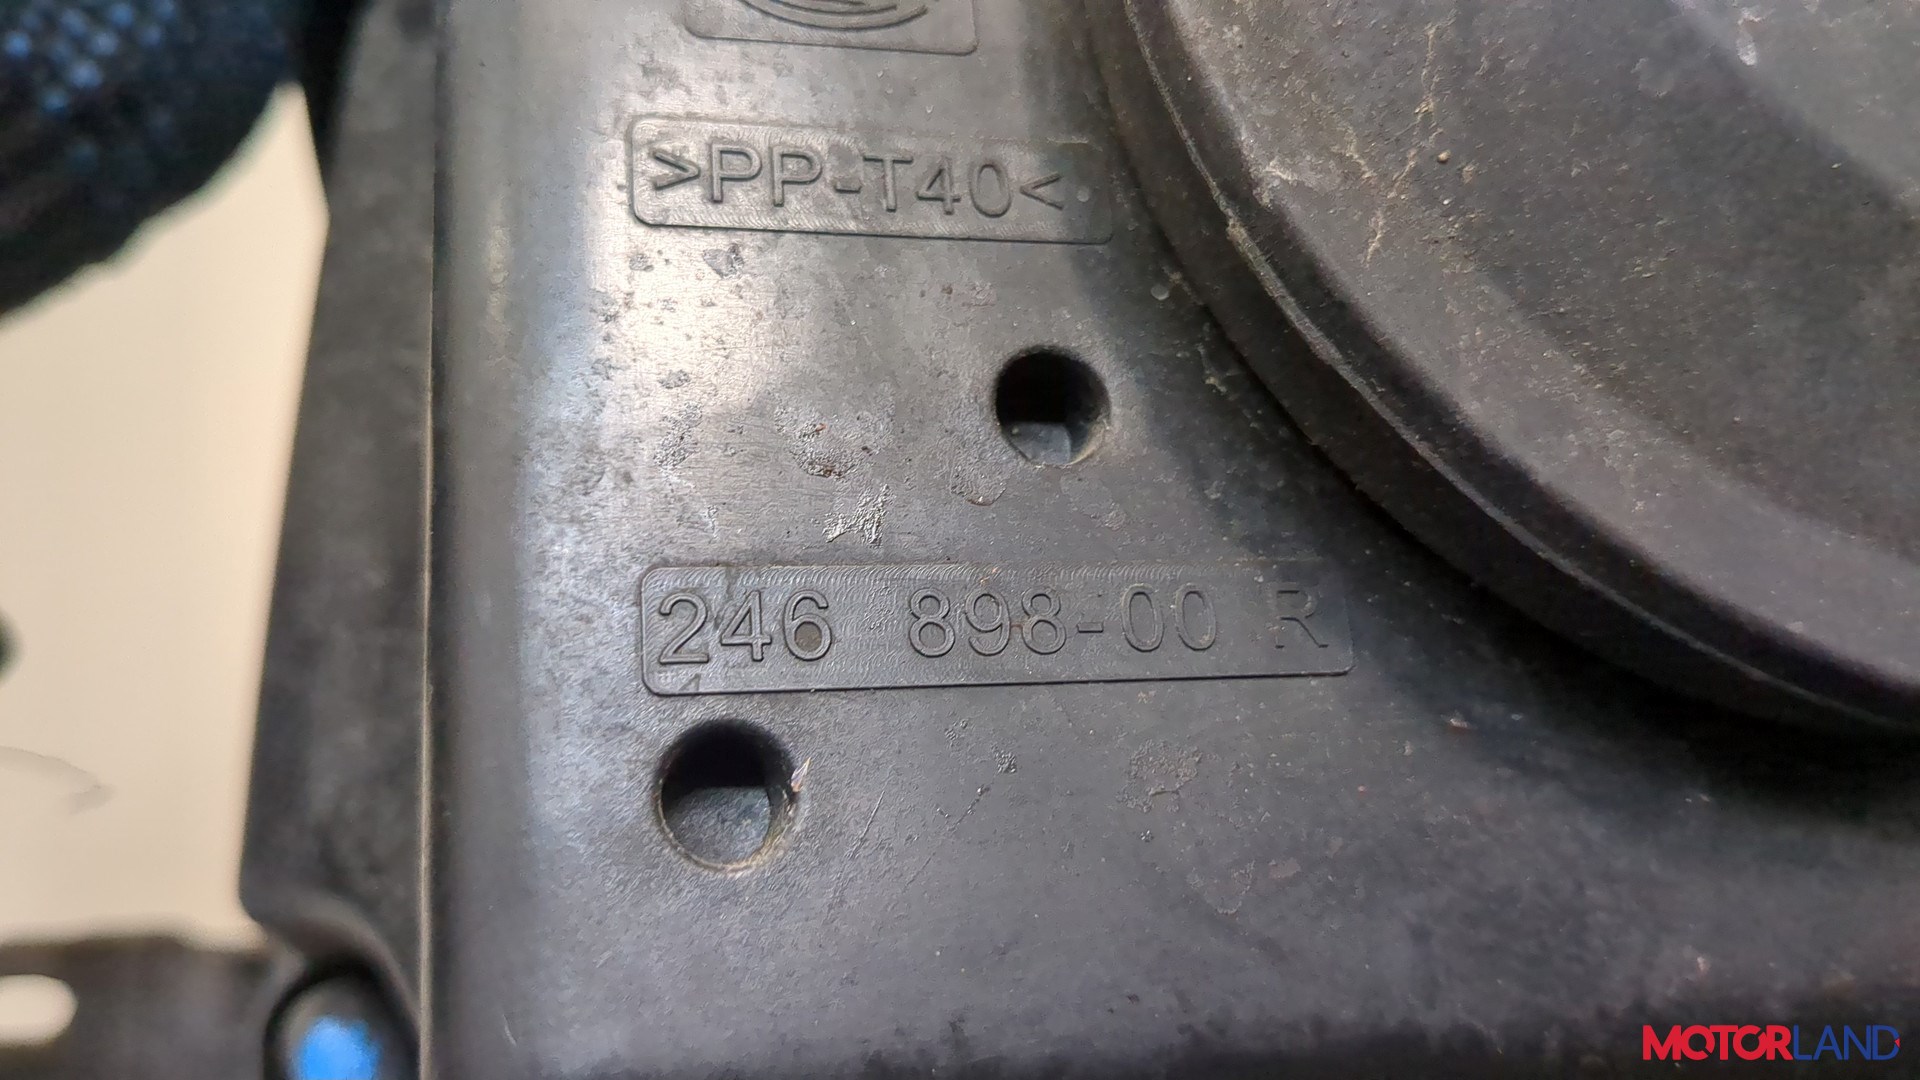 >PP-T40<
246 898-00 R
MOTORLAND